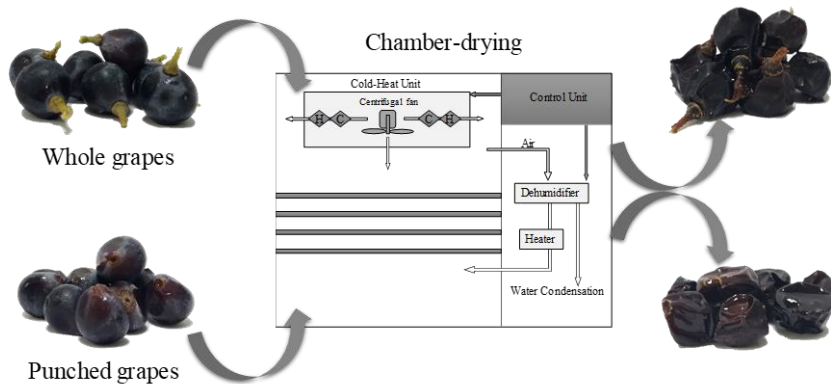 Chamber-drying
Cold-Heat Unit
Centrifugal fan
H C C H
Control Unit
Air
Dehumidifier
Heater
Water Condensation
Whole grapes
Punched grapes